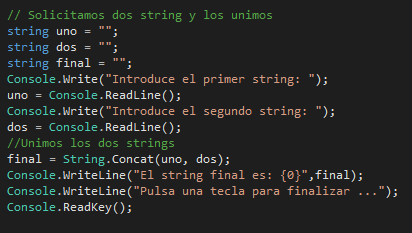 // Solicitamos dos string y los unimos
string uno = "";
string dos = "";
string final = "";
Console.Write("Introduce el primer string: ");
uno = Console.ReadLine();
Console.Write("Introduce el segundo string: ");
dos = Console.ReadLine();
//Unimos los dos strings
final = String.Concat(uno, dos);
Console.WriteLine("El string final es: {0}",final);
Console.WriteLine("Pulsa una tecla para finalizar ...");
Console.ReadKey();